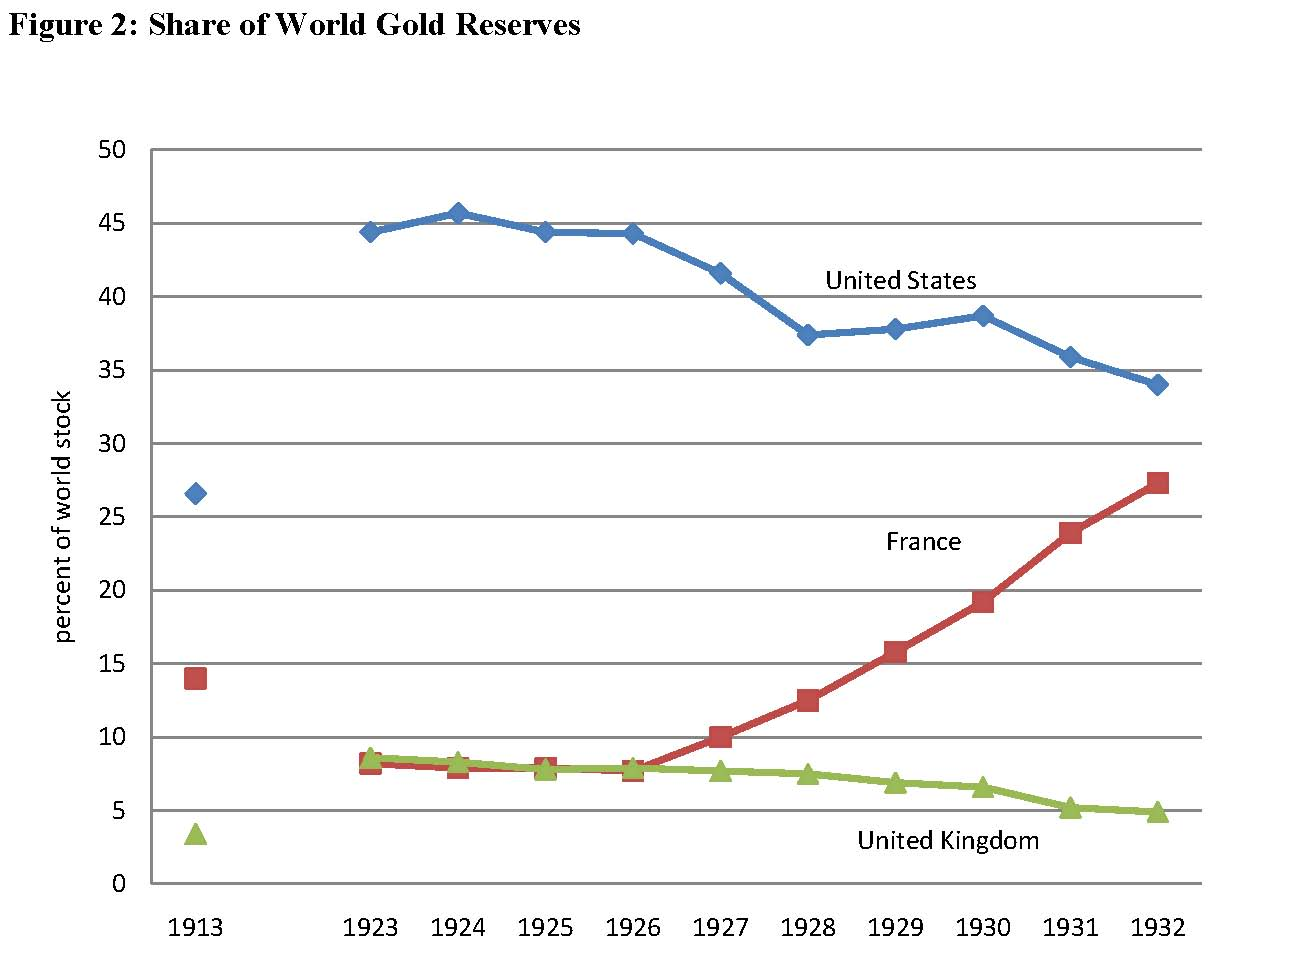 Figure 2: Share of World Gold Reserves
50
45
40
35
30
25
20
15
10
5
0
percent of world stock
United States
France
United Kingdom
1913 1923 1924 1925 1926 1927 1928 1929 1930 1931 1932